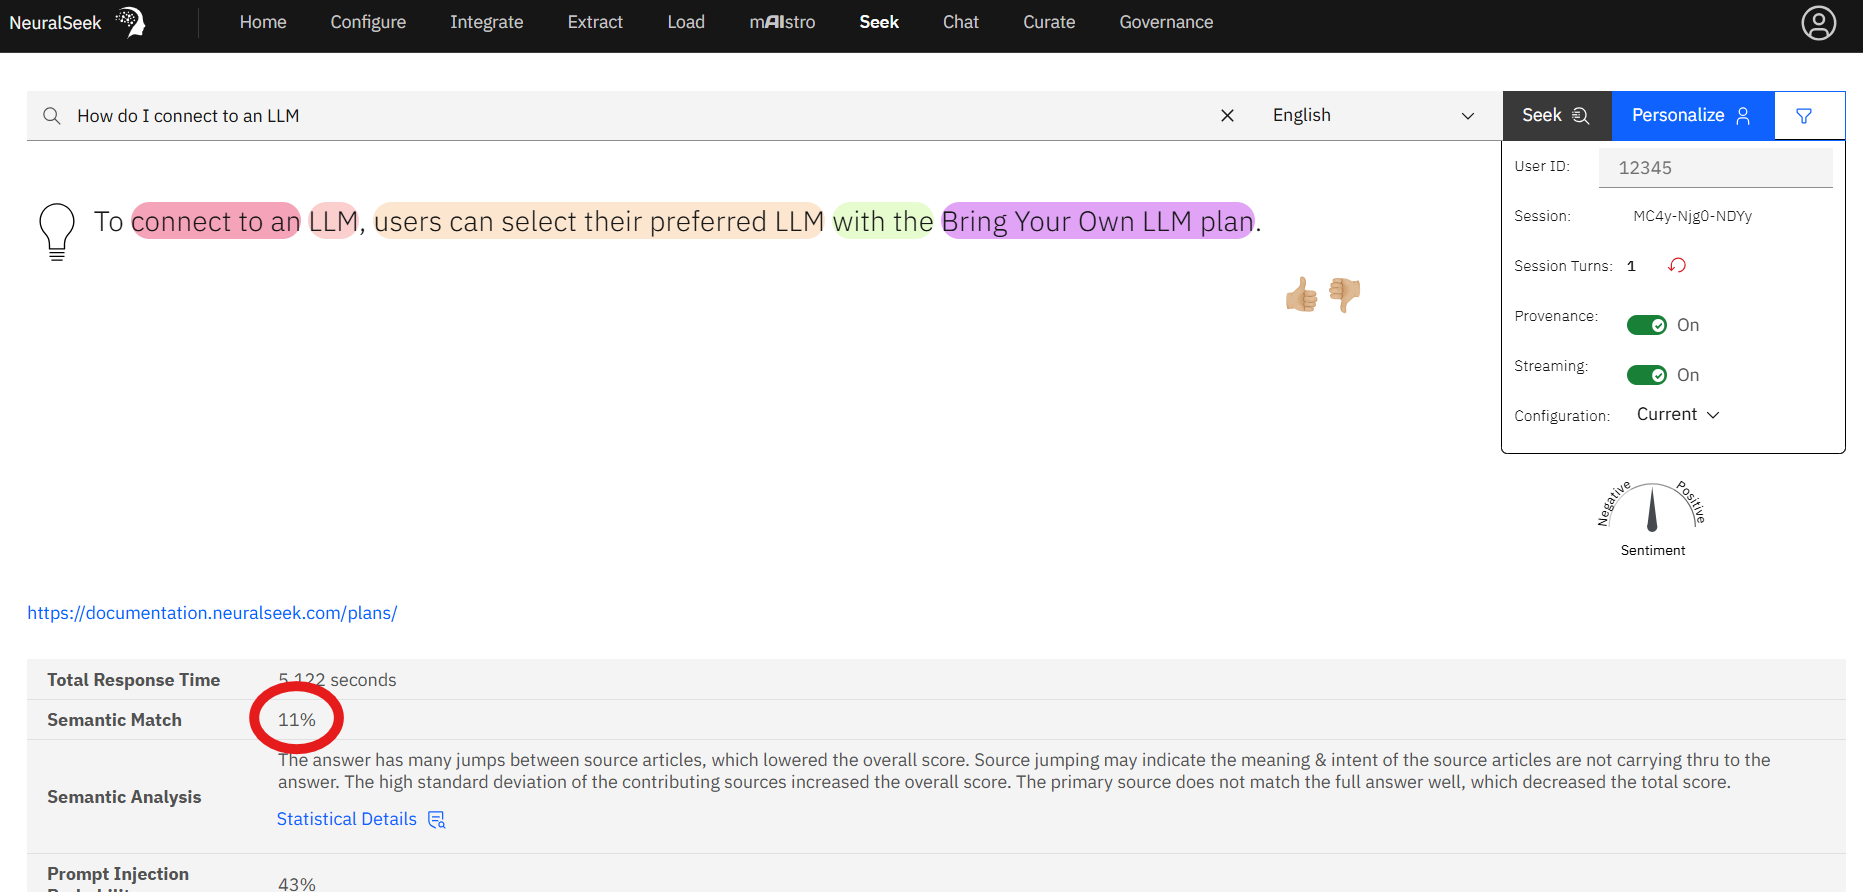 NeuralSeek
Home Configure Integrate Extract Load mAIstro Seek Chat Curate Governance
How do I connect to an LLM
English
Seek
Personalize
User ID: 12345
Session: MC4y-Njg0-NDYy
Session Turns: 1
Provenance: On
Streaming: On
Configuration: Current
To connect to an LLM, users can select their preferred LLM with the Bring Your Own LLM plan.
Negative Positive
Sentiment
https://documentation.neuralseek.com/plans/
Total Response Time 5.122 seconds
Semantic Match 11%
Semantic Analysis
The answer has many jumps between source articles, which lowered the overall score. Source jumping may indicate the meaning & intent of the source articles are not carrying thru to the
answer. The high standard deviation of the contributing sources increased the overall score. The primary source does not match the full answer well, which decreased the total score.
Statistical Details
Prompt Injection
43%